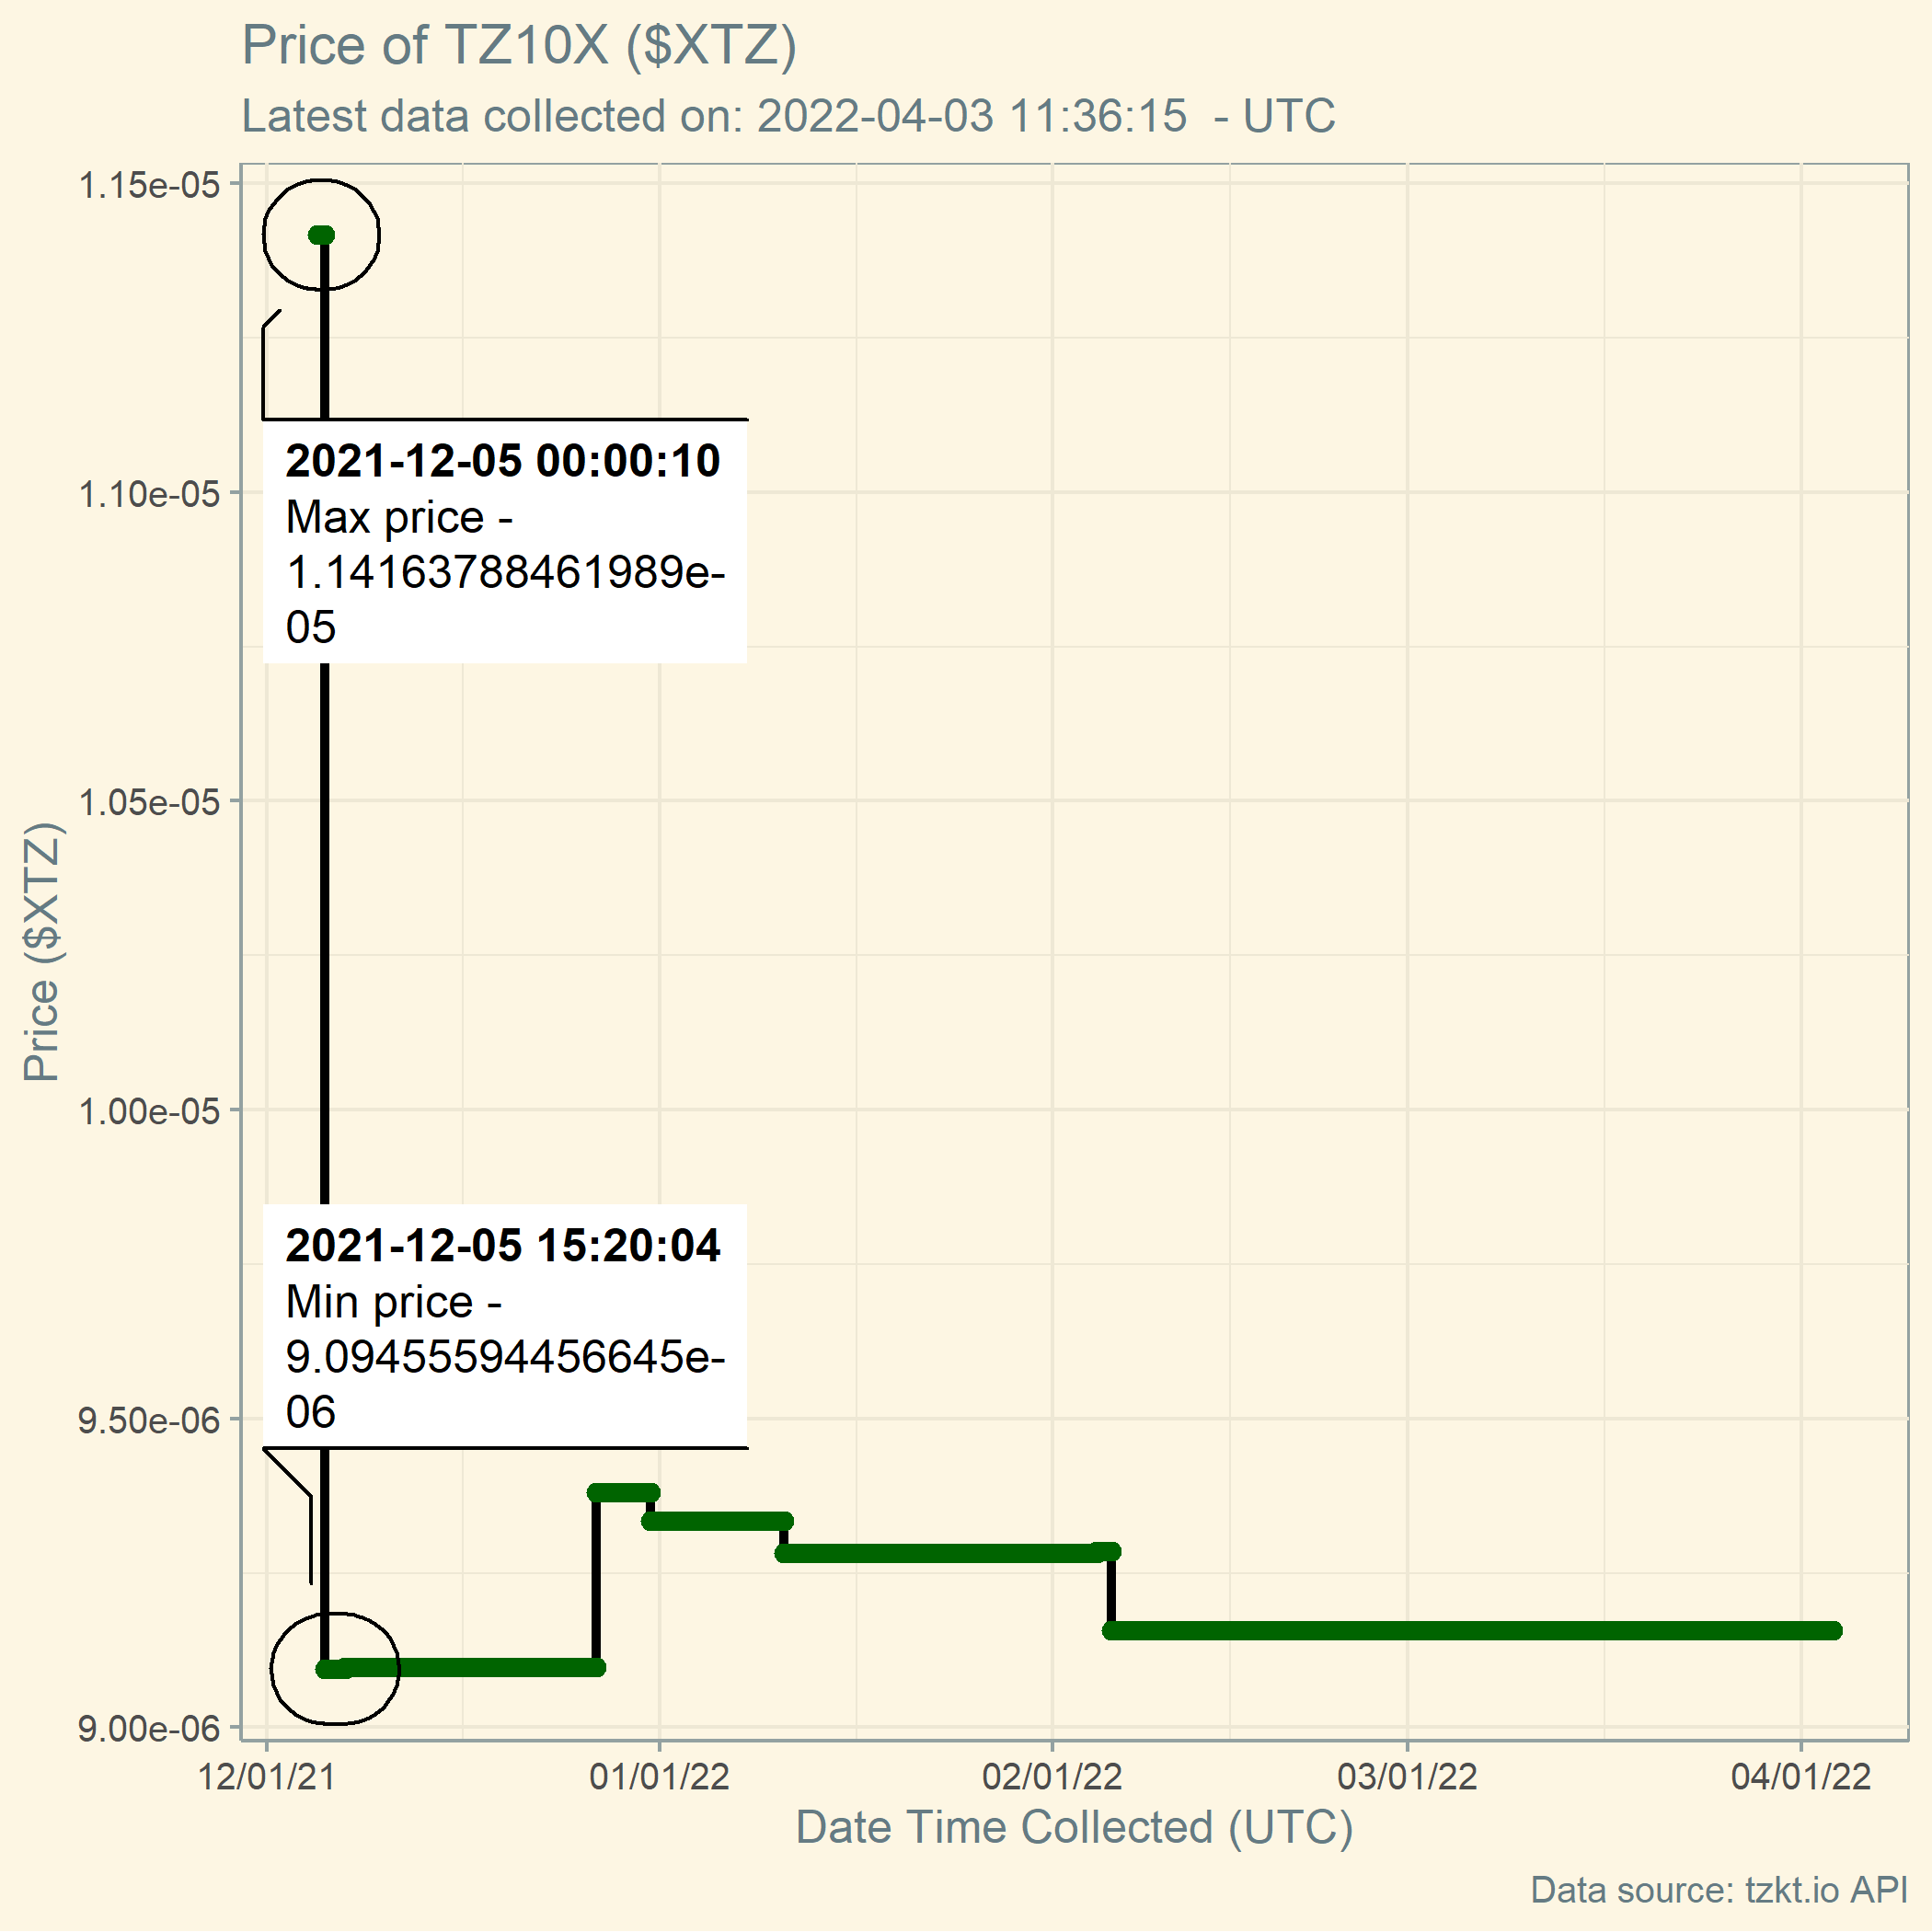 Price of TZ10X ($XTZ)
Latest data collected on: 2022-04-03 11:36:15  - UTC
1.15e-05
2021-12-05 00:00:10
Max price -
1.14163788461989e-
05
1.10e-05
1.05e-05
Price ($XTZ)
1.00e-05
2021-12-05 15:20:04
Min price -
9.09455594456645e-
06
9.50e-06
9.00e-06
12/01/21 01/01/22 02/01/22 03/01/22 04/01/22
Date Time Collected (UTC)
Data source: tzkt.io API